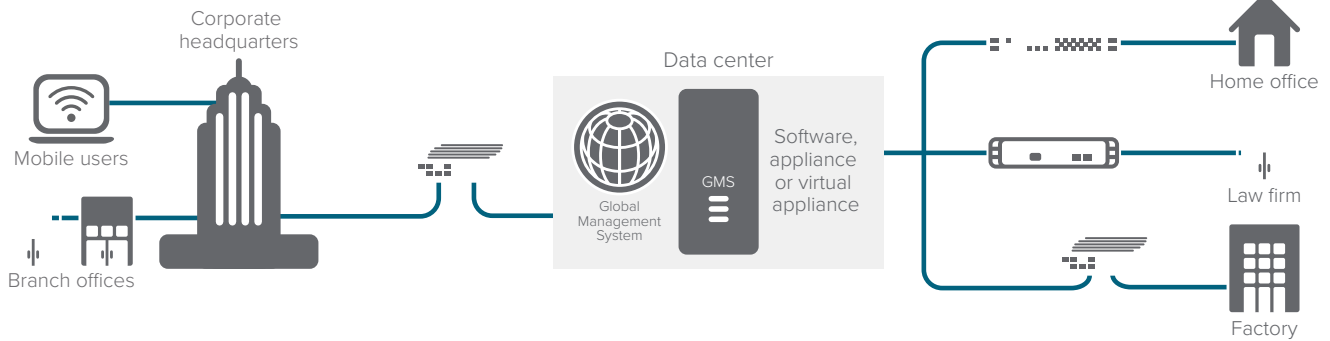 Corporate
headquarters
Mobile users
Branch offices
Data center
Global
Management
System
GMS
Software,
appliance
or virtual
appliance
Home office
Law firm
Factory